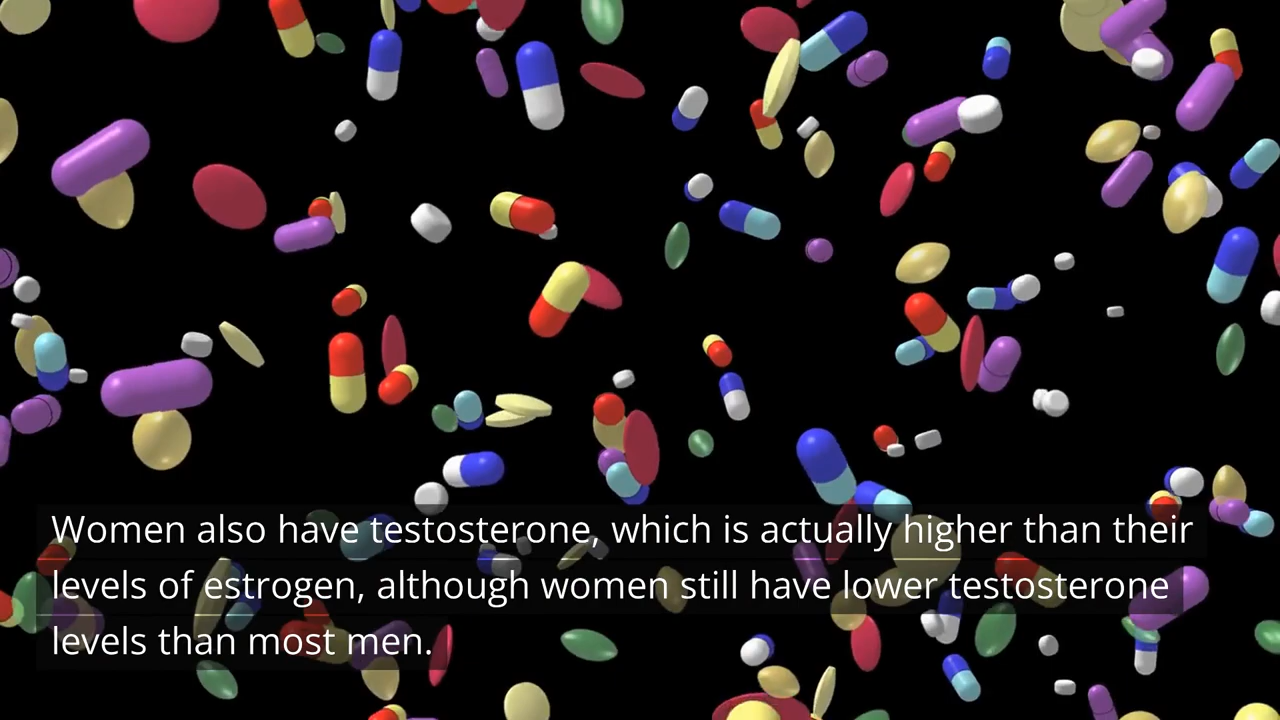 Women also have testosterone, which is actually higher than their
levels of estrogen, although women still have lower testosterone
levels than most men.